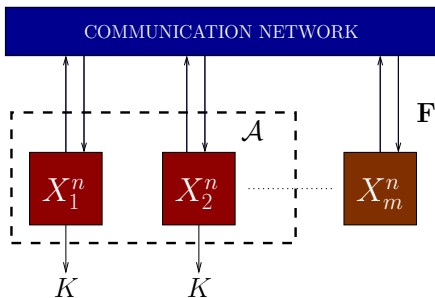 COMMUNICATION NETWORK
F
𝒜
X₁ⁿ X₂ⁿ Xₘⁿ
K K